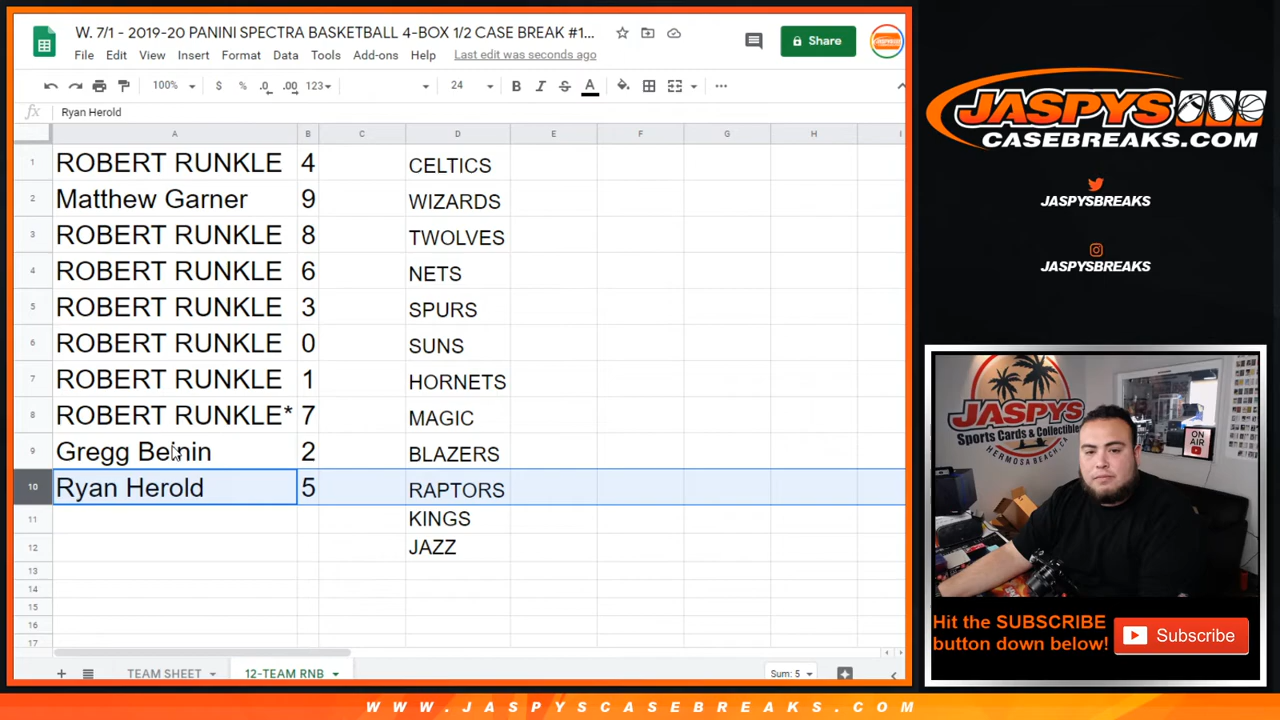 W. 7/1 - 2019-20 PANINI SPECTRA BASKETBALL 4-BOX 1/2 CASE BREAK #1...
File Edit View Insert Format Data Tools Add-ons Help Last edit was seconds ago
Share
100% $ % .0 .00 123 24 B I S A
fx Ryan Herold
A B C D E F G H I
1 ROBERT RUNKLE 4 CELTICS
2 Matthew Garner 9 WIZARDS
3 ROBERT RUNKLE 8 TWOLVES
4 ROBERT RUNKLE 6 NETS
5 ROBERT RUNKLE 3 SPURS
6 ROBERT RUNKLE 0 SUNS
7 ROBERT RUNKLE 1 HORNETS
8 ROBERT RUNKLE* 7 MAGIC
9 Gregg 2 BLAZERS
10 Ryan Herold 5 RAPTORS
11 KINGS
12 JAZZ
13
14
15
16
17
TEAM SHEET 12-TEAM RNB Sum: 5
JASPYS
CASEBREAKS.COM
JASPYSBREAKS
JASPYSBREAKS
JASPYS
Sports Cards & Collectibles
HERMOSA BEACH, CA
ON AIR
Hit the SUBSCRIBE
button down below!
Subscribe
WWW.JASPYSCASEBREAKS.COM